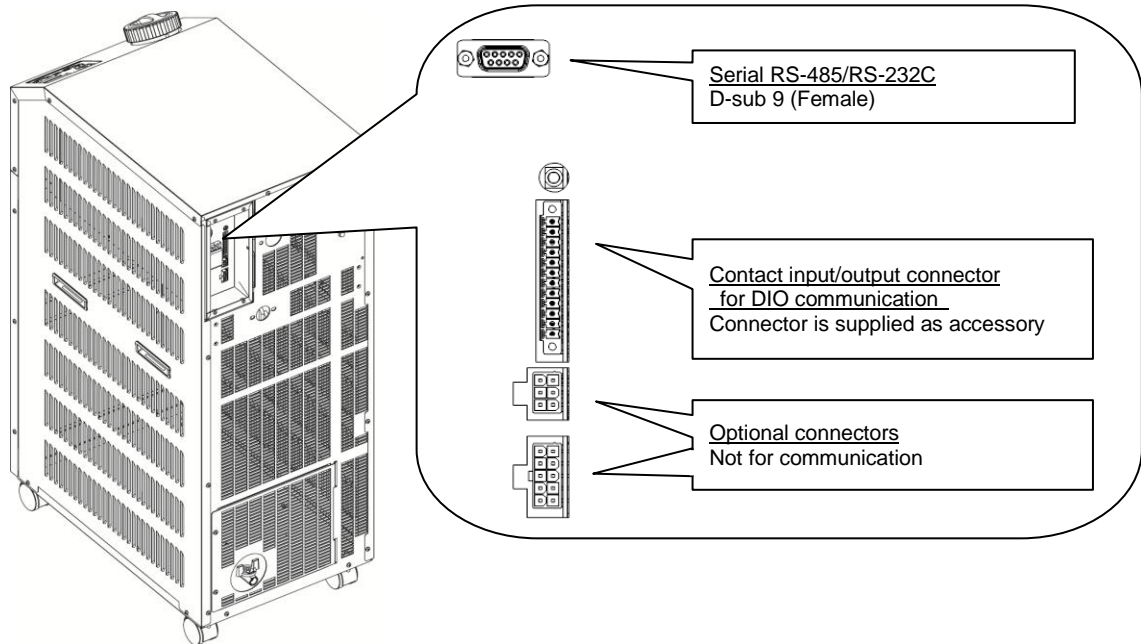 Serial RS-485/RS-232C
D-sub 9 (Female)
Contact input/output connector
for DIO communication
Connector is supplied as accessory
Optional connectors
Not for communication